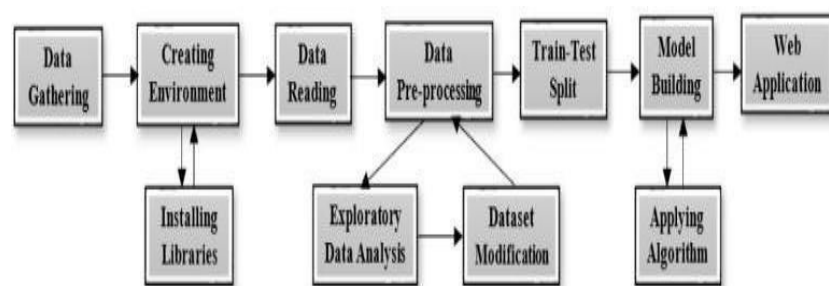 Data
Gathering
Creating
Environment
Data
Reading
Data
Pre-processing
Train-Test
Split
Model
Building
Web
Application
Installing
Libraries
Exploratory
Data Analysis
Dataset
Modification
Applying
Algorithm